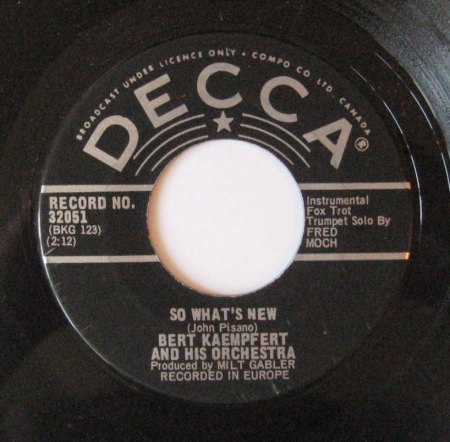 BROADCAST UNDER LICENCE ONLY • COMPO CO LTD. CANADA
DECCA®
RECORD NO.
32051
(BKG 123)
(2:12)
Instrumental
Fox Trot
Trumpet Solo By
FRED
MOCH
SO WHAT'S NEW
(John Pisano)
BERT KAEMPFERT
AND HIS ORCHESTRA
Produced by MILT GABLER
RECORDED IN EUROPE